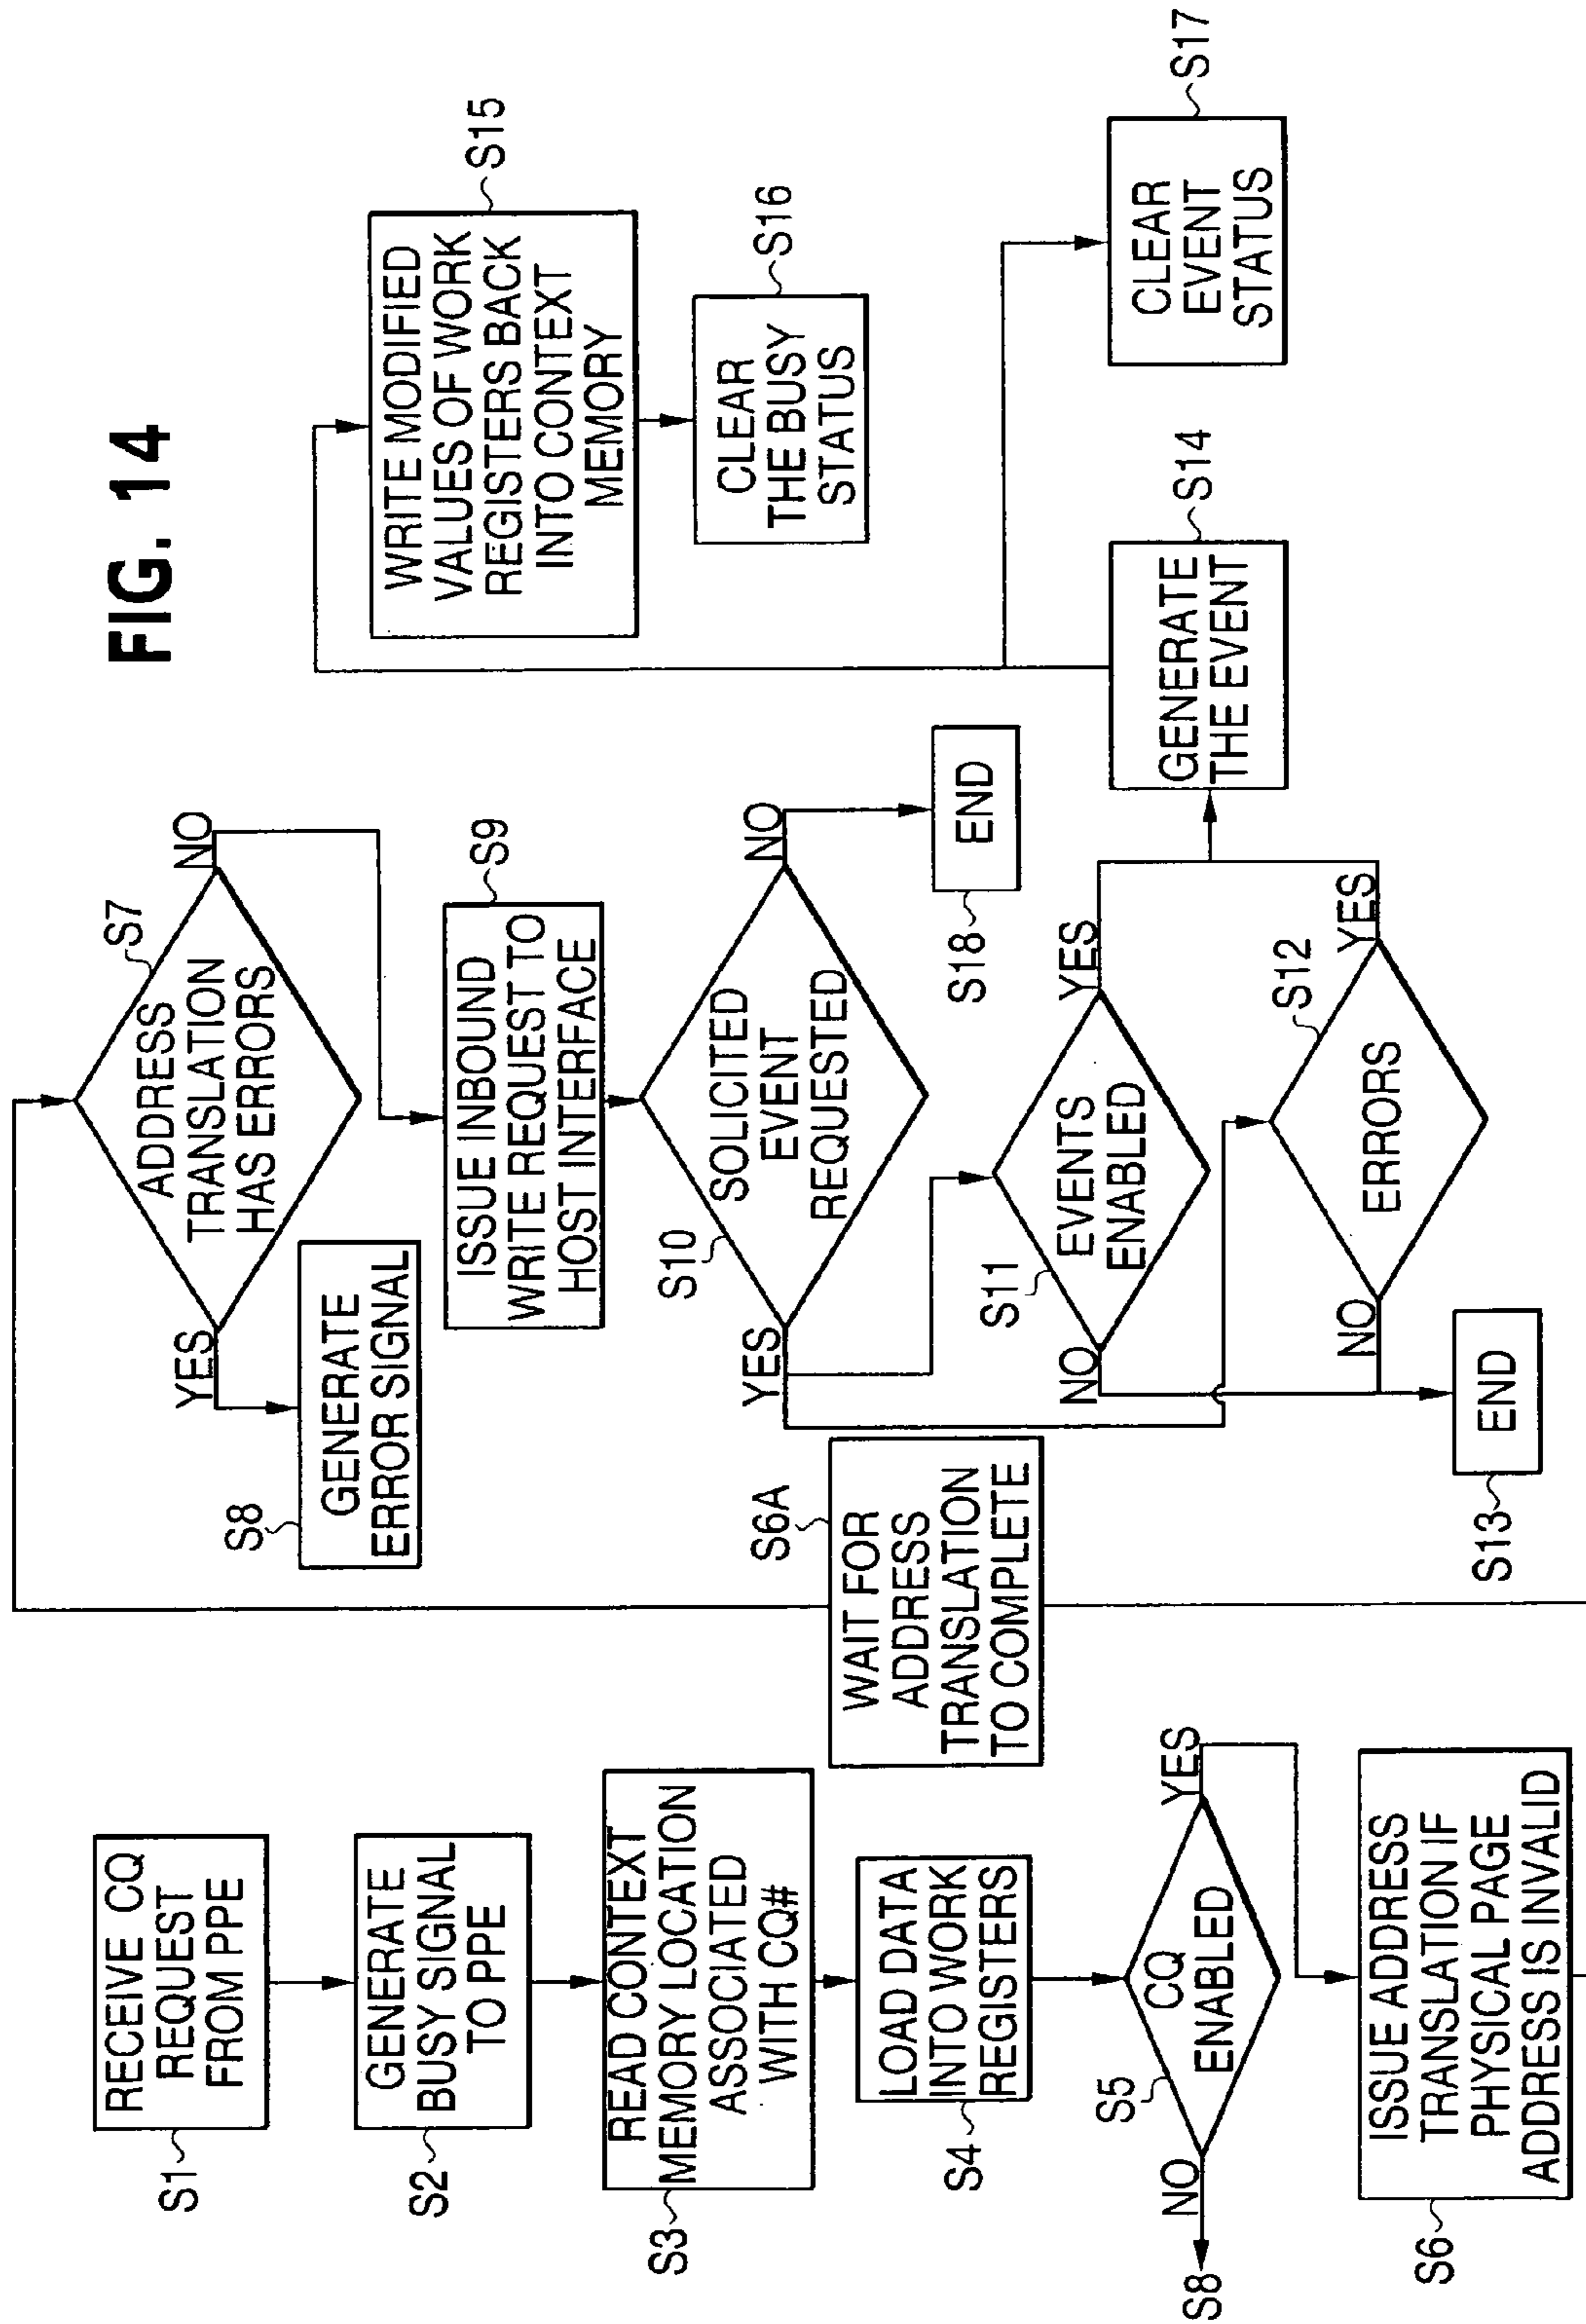 FIG. 14
S1
RECEIVE CQ
REQUEST
FROM PPE
S2
GENERATE
BUSY SIGNAL
TO PPE
S3
READ CONTEXT
MEMORY LOCATION
ASSOCIATED
WITH CQ#
S4
LOAD DATA
INTO WORK
REGISTERS
S5
CQ
ENABLED
NO
YES
S8
S6
ISSUE ADDRESS
TRANSLATION IF
PHYSICAL PAGE
ADDRESS IS INVALID
S6A
WAIT FOR
ADDRESS
TRANSLATION
TO COMPLETE
S7
ADDRESS
TRANSLATION
HAS ERRORS
YES
NO
S8
GENERATE
ERROR SIGNAL
S9
ISSUE INBOUND
WRITE REQUEST TO
HOST INTERFACE
S10
SOLICITED
EVENT
REQUESTED
YES
NO
S18
END
S11
EVENTS
ENABLED
NO
YES
S12
ERRORS
NO
YES
S13
END
S14
GENERATE
THE EVENT
S15
WRITE MODIFIED
VALUES OF WORK
REGISTERS BACK
INTO CONTEXT
MEMORY
S16
CLEAR
THE BUSY
STATUS
S17
CLEAR
EVENT
STATUS